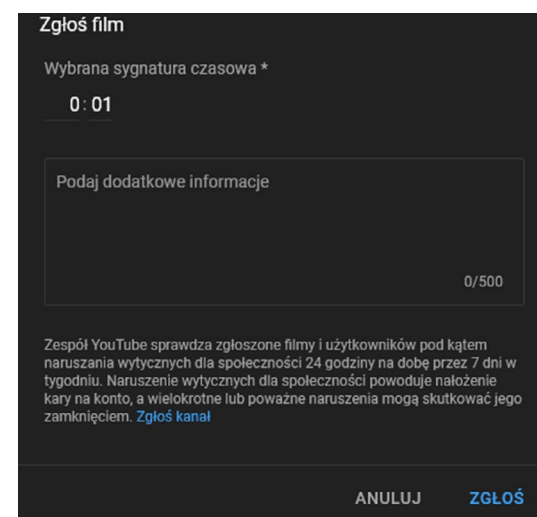 Zgłoś film
Wybrana sygnatura czasowa *
0:01
Podaj dodatkowe informacje
0/500
Zespół YouTube sprawdza zgłoszone filmy i użytkowników pod kątem
naruszania wytycznych dla społeczności 24 godziny na dobę przez 7 dni w
tygodniu. Naruszenie wytycznych dla społeczności powoduje nałożenie
kary na konto, a wielokrotne lub poważne naruszenia mogą skutkować jego
zamknięciem. Zgłoś kanał
ANULUJ ZGŁOŚ